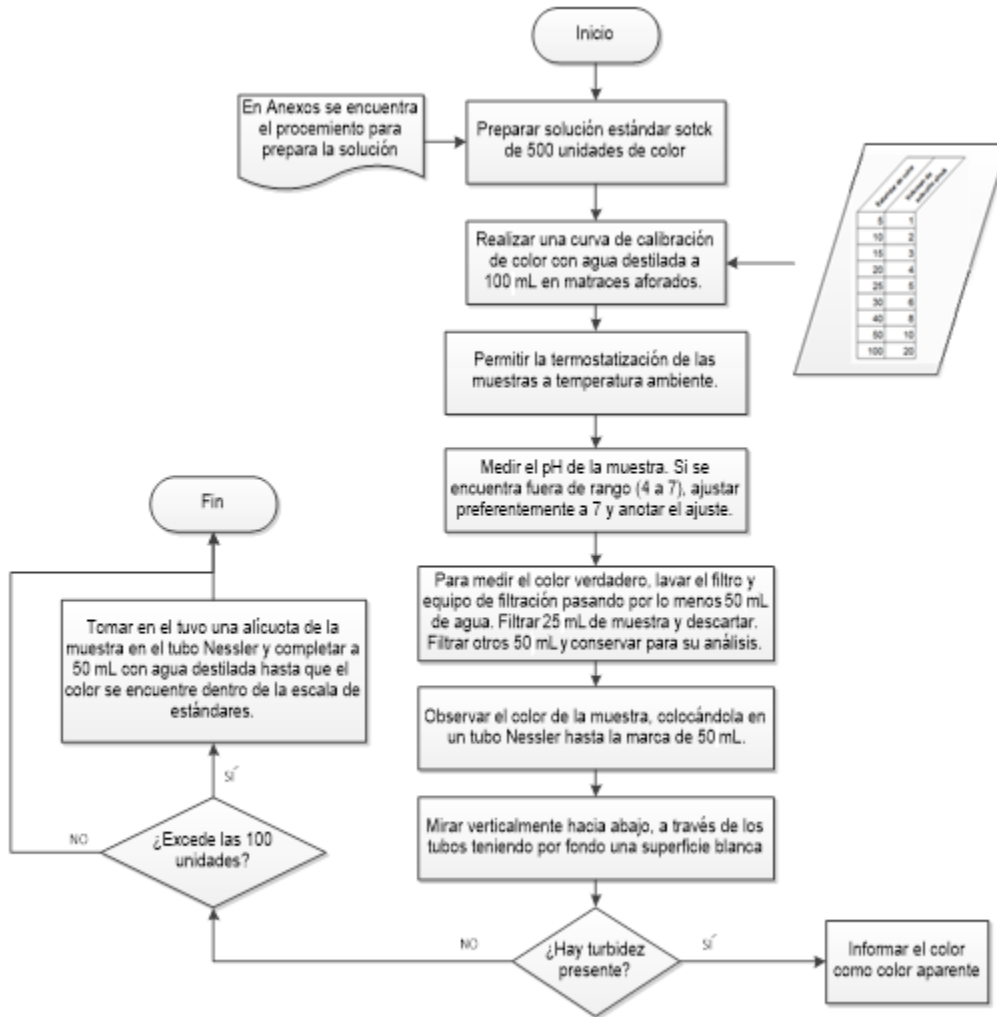 Inicio
En Anexos se encuentra
el procemiento para
prepara la solución
Preparar solución estándar sotck
de 500 unidades de color
Realizar una curva de calibración
de color con agua destilada a
100 mL en matraces aforados.
Estándar de color
Volumen de
5 1
10 2
15 3
20 4
25 5
30 6
40 8
50 10
100 20
Permitir la termostatización de las
muestras a temperatura ambiente.
Medir el pH de la muestra. Si se
encuentra fuera de rango (4 a 7), ajustar
preferentemente a 7 y anotar el ajuste.
Para medir el color verdadero, lavar el filtro y
equipo de filtración pasando por lo menos 50 mL
de agua. Filtrar 25 mL de muestra y descartar.
Filtrar otros 50 mL y conservar para su análisis.
Observar el color de la muestra, colocándola en
un tubo Nessler hasta la marca de 50 mL.
Mirar verticalmente hacia abajo, a través de los
tubos teniendo por fondo una superficie blanca
¿Hay turbidez
presente?
SÍ
Informar el color
como color aparente
NO
¿Excede las 100
unidades?
SÍ
NO
Tomar en el tuvo una alícuota de la
muestra en el tubo Nessler y completar a
50 mL con agua destilada hasta que el
color se encuentre dentro de la escala de
estándares.
Fin